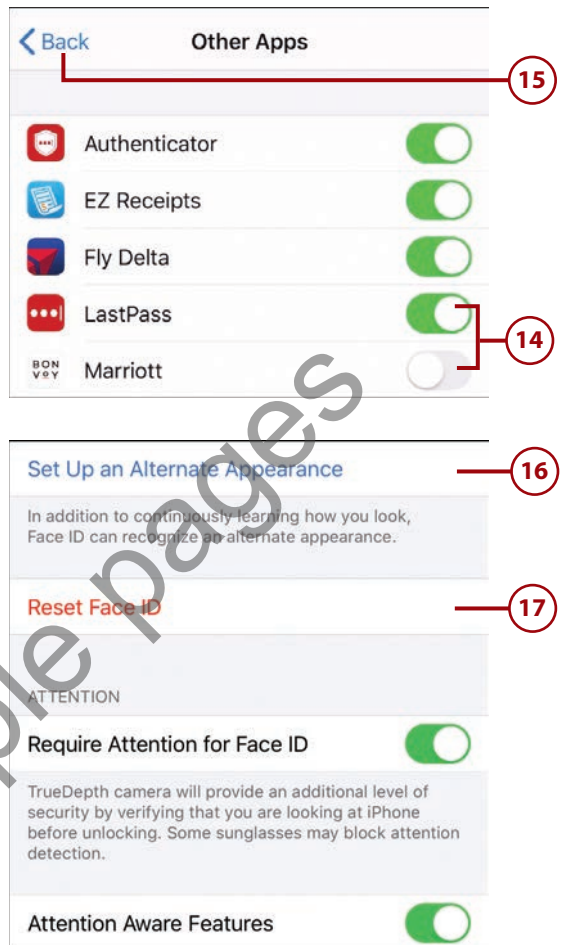 Back Other Apps
15
Authenticator
EZ Receipts
Fly Delta
LastPass
14
BON
VOY
Marriott
Set Up an Alternate Appearance
16
In addition to continuously learning how you look,
Face ID can recognize an alternate appearance.
Reset Face ID
17
ATTENTION
Require Attention for Face ID
TrueDepth camera will provide an additional level of
security by verifying that you are looking at iPhone
before unlocking. Some sunglasses may block attention
detection.
Attention Aware Features
ple pages